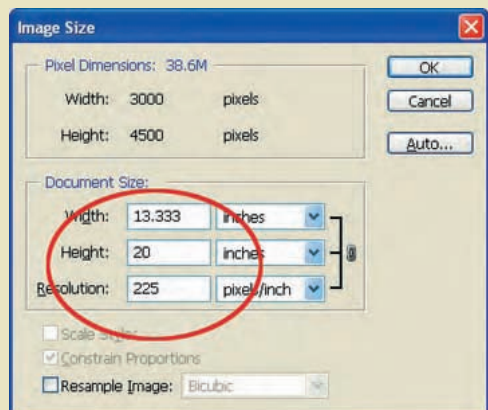 Image Size
Pixel Dimensions: 38.6M
OK
Width: 3000 pixels
Cancel
Height: 4500 pixels
Auto...
Document Size:
Width: 13.333 inches
Height: 20 inches
Resolution: 225 pixels/inch
Scale Styles
Constrain Proportions
Resample Image: Bicubic